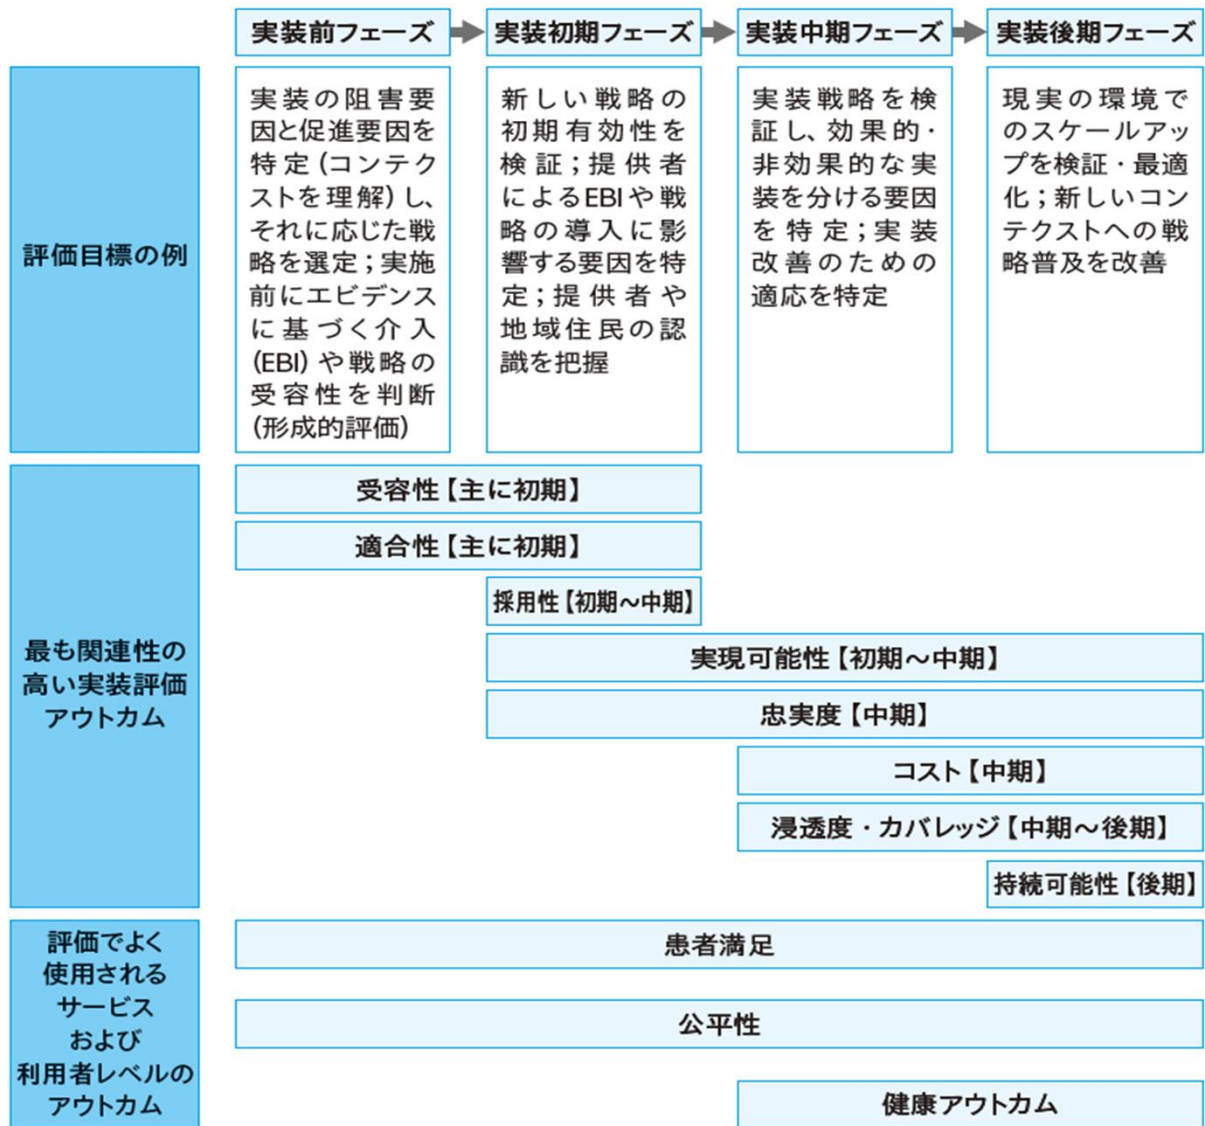 実装前フェーズ
実装初期フェーズ
実装中期フェーズ
実装後期フェーズ
評価目標の例
実装の阻害要
因と促進要因を
特定(コンテク
ストを理解)し、
それに応じた戦
略を選定；実施
前にエビデンス
に基づく介入
(EBI)や戦略の
受容性を判断
(形成的評価)
新しい戦略の
初期有効性を
検証；提供者
によるEBIや戦
略の導入に影
響する要因を特
定；提供者や
地域住民の認
識を把握
実装戦略を検
証し、効果的・
非効果的な実
装を分ける要因
を特定；実装
改善のための
適応を特定
現実の環境で
のスケールアッ
プを検証・最適
化；新しいコン
テクストへの戦
略普及を改善
最も関連性の
高い実装評価
アウトカム
受容性【主に初期】
適合性【主に初期】
採用性【初期～中期】
実現可能性【初期～中期】
忠実度【中期】
コスト【中期】
浸透度・カバレッジ【中期～後期】
持続可能性【後期】
評価でよく
使用される
サービス
および
利用者レベルの
アウトカム
患者満足
公平性
健康アウトカム